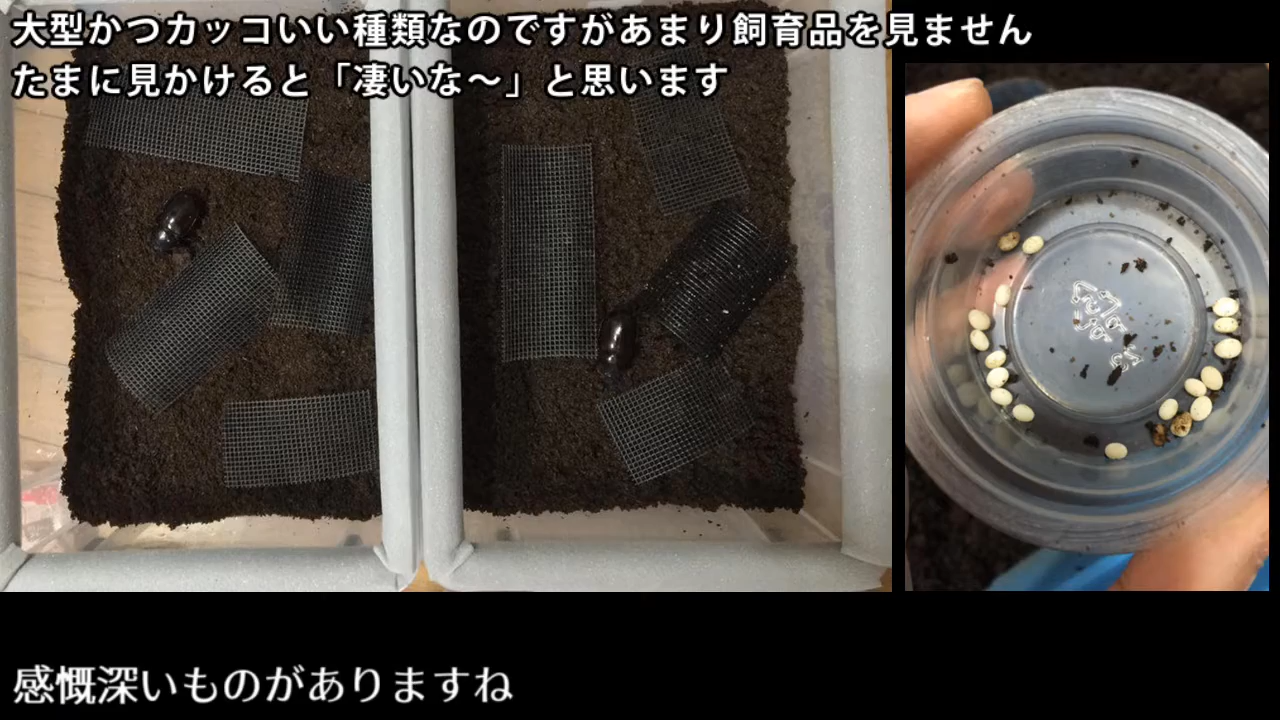 大型かつカッコいい種類なのですがあまり飼育品を見ません
たまに見かけると「凄いな～」と思います
感慨深いものがありますね